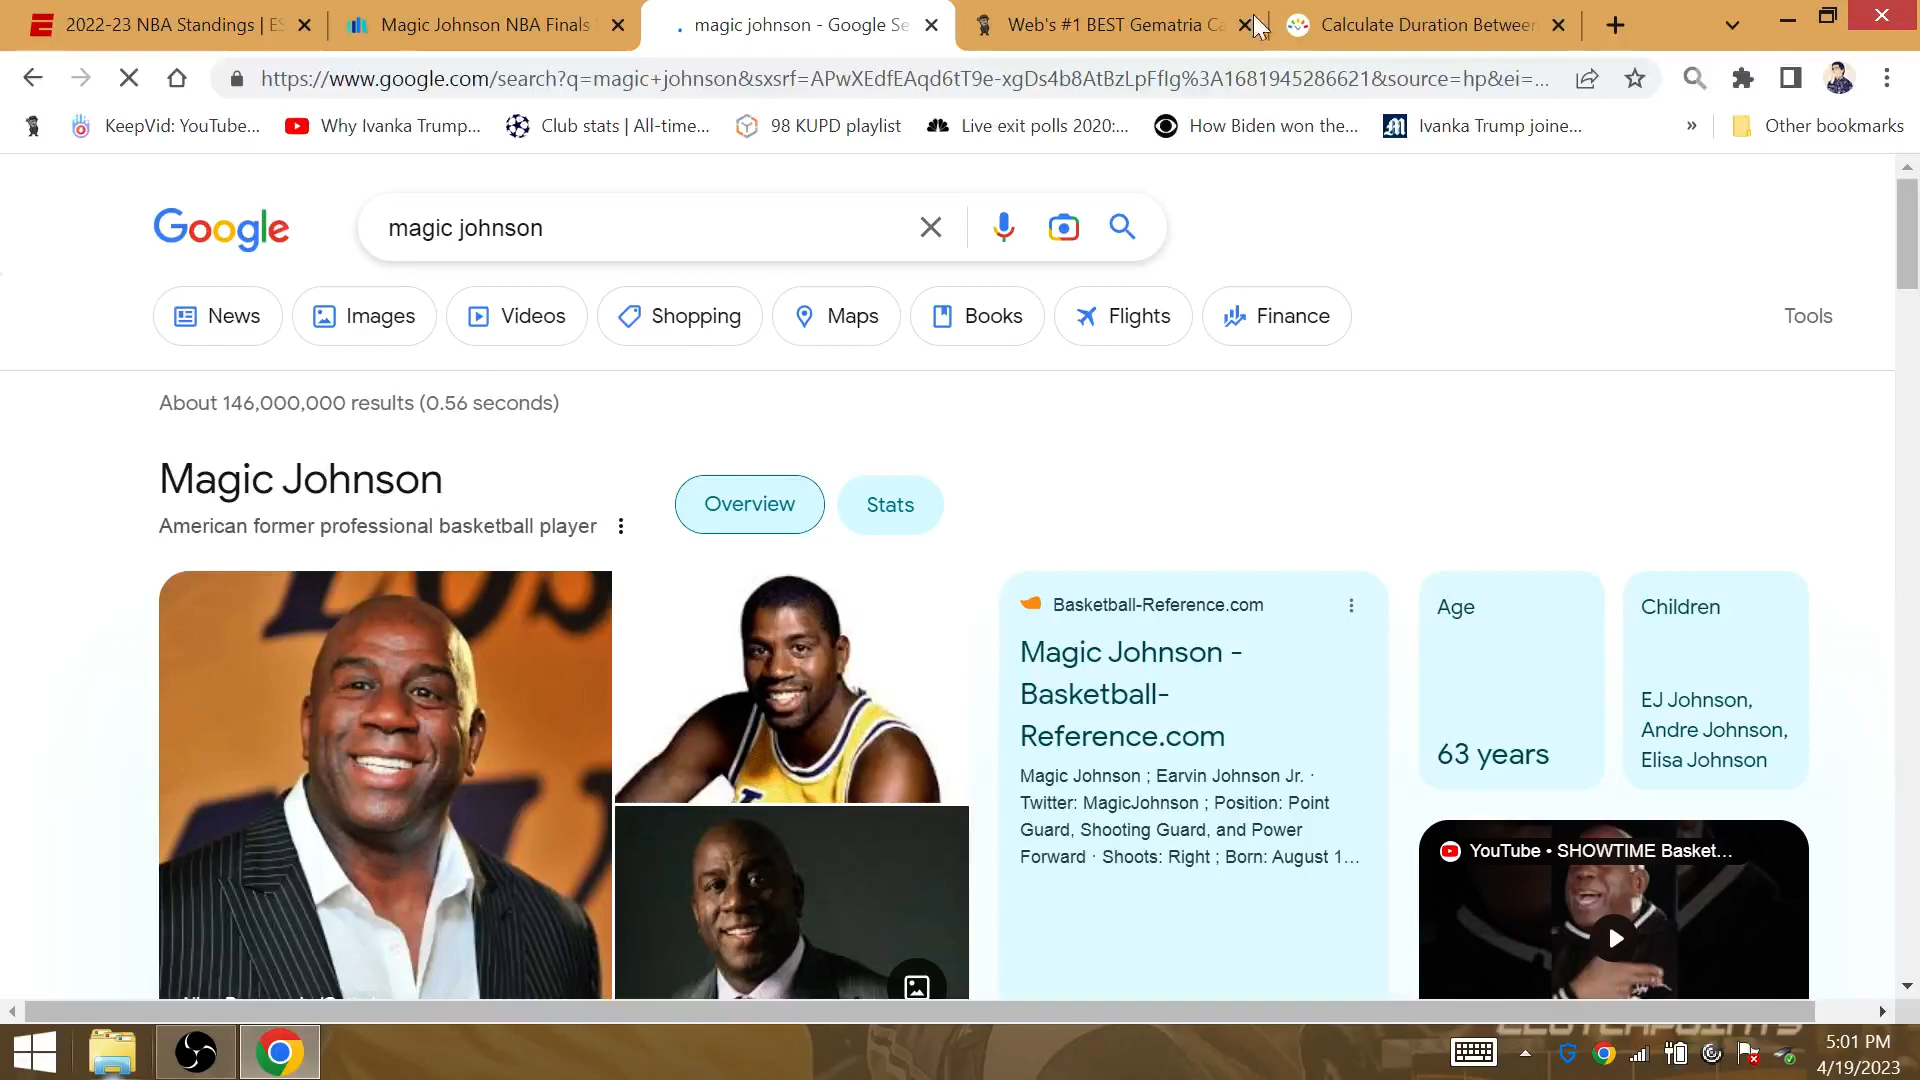 2022-23 NBA Standings | ES
Magic Johnson NBA Finals
magic johnson - Google Se
Web's #1 BEST Gematria Ca
Calculate Duration Between
https://www.google.com/search?q=magic+johnson&sxsrf=APwXEdfEAqd6tT9e-xgDs4b8AtBzLpFfIg%3A1681945286621&source=hp&ei=...
KeepVid: YouTube...
Why Ivanka Trump...
Club stats | All-time...
98 KUPD playlist
Live exit polls 2020:...
How Biden won the...
Ivanka Trump joine...
»
Other bookmarks
Google
magic johnson
News
Images
Videos
Shopping
Maps
Books
Flights
Finance
Tools
About 146,000,000 results (0.56 seconds)
Magic Johnson
American former professional basketball player
Overview
Stats
Basketball-Reference.com
Magic Johnson -
Basketball-
Reference.com
Magic Johnson ; Earvin Johnson Jr. ·
Twitter: MagicJohnson ; Position: Point
Guard, Shooting Guard, and Power
Forward · Shoots: Right ; Born: August 1...
Age
63 years
Children
EJ Johnson,
Andre Johnson,
Elisa Johnson
YouTube • SHOWTIME Basket...
5:01 PM
4/19/2023